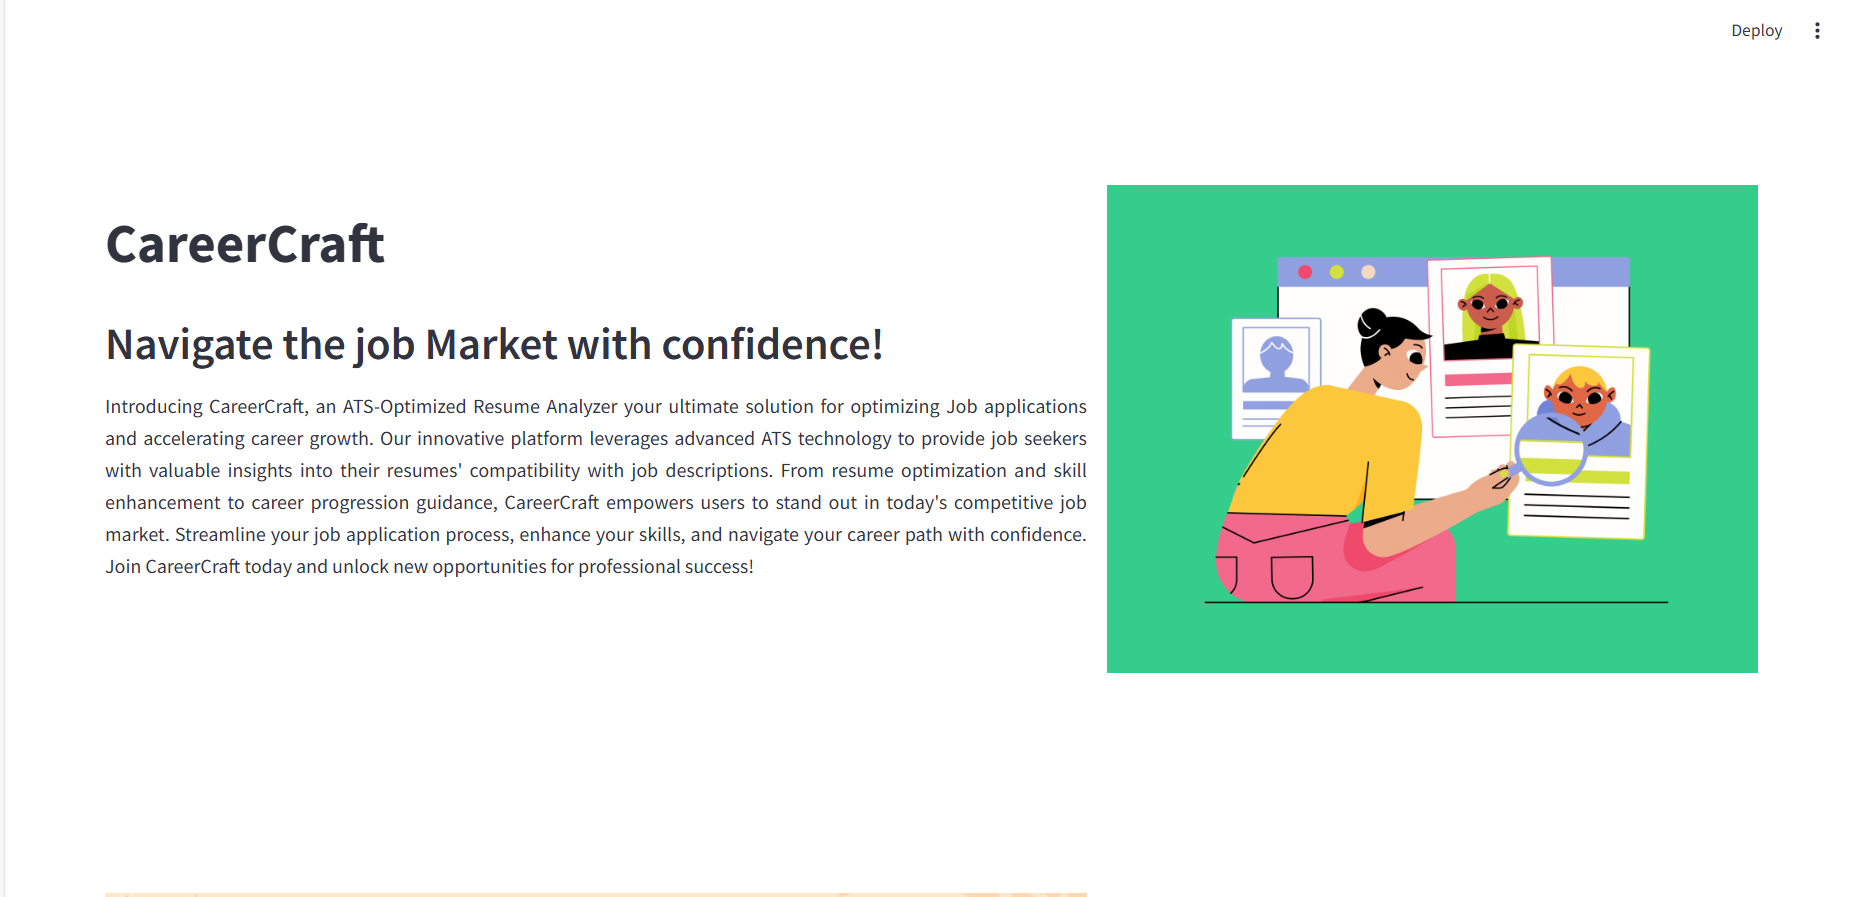 Deploy
CareerCraft
Navigate the job Market with confidence!
Introducing CareerCraft, an ATS-Optimized Resume Analyzer your ultimate solution for optimizing Job applications
and accelerating career growth. Our innovative platform leverages advanced ATS technology to provide job seekers
with valuable insights into their resumes' compatibility with job descriptions. From resume optimization and skill
enhancement to career progression guidance, CareerCraft empowers users to stand out in today's competitive job
market. Streamline your job application process, enhance your skills, and navigate your career path with confidence.
Join CareerCraft today and unlock new opportunities for professional success!